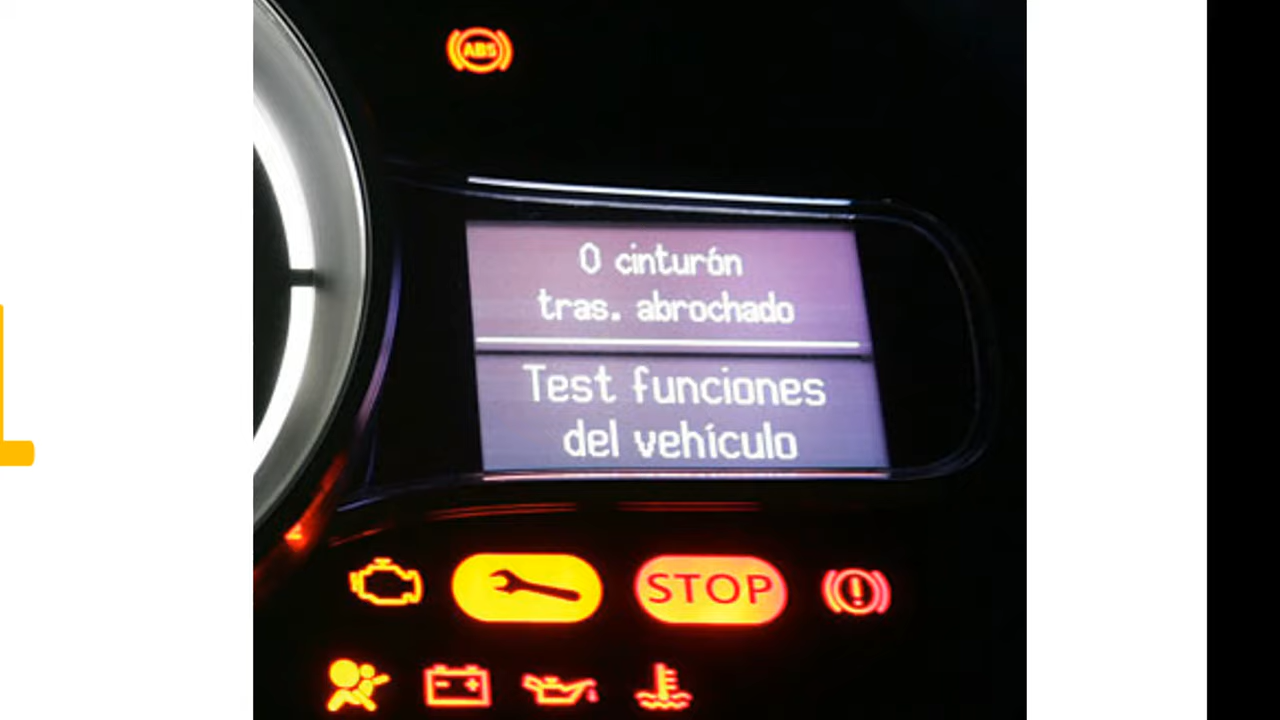 ABS
0 cinturón
tras. abrochado
Test funciones
del vehículo
STOP